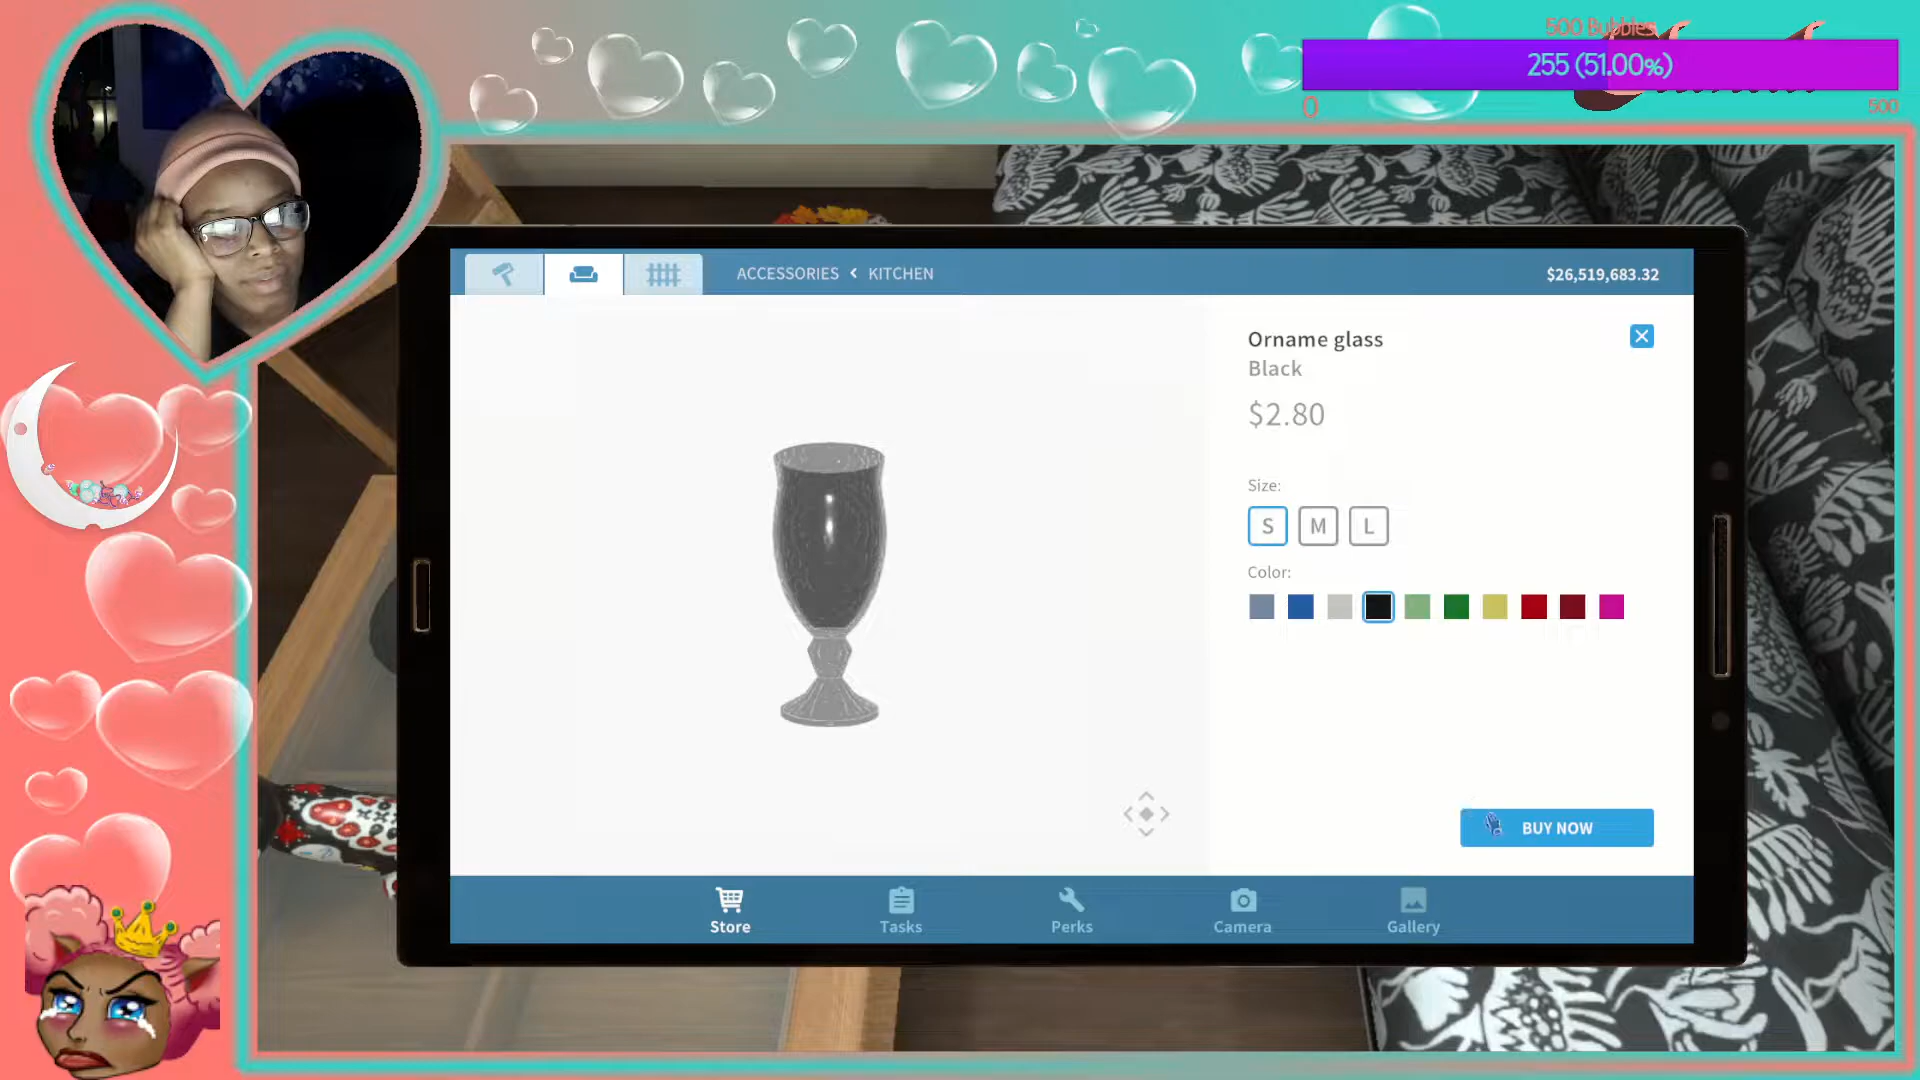 500 Bubbles
255 (51.00%)
0
500
ACCESSORIES < KITCHEN
$26,519,683.32
Orname glass
Black
$2.80
Size:
S M L
Color:
BUY NOW
Store
Tasks
Perks
Camera
Gallery